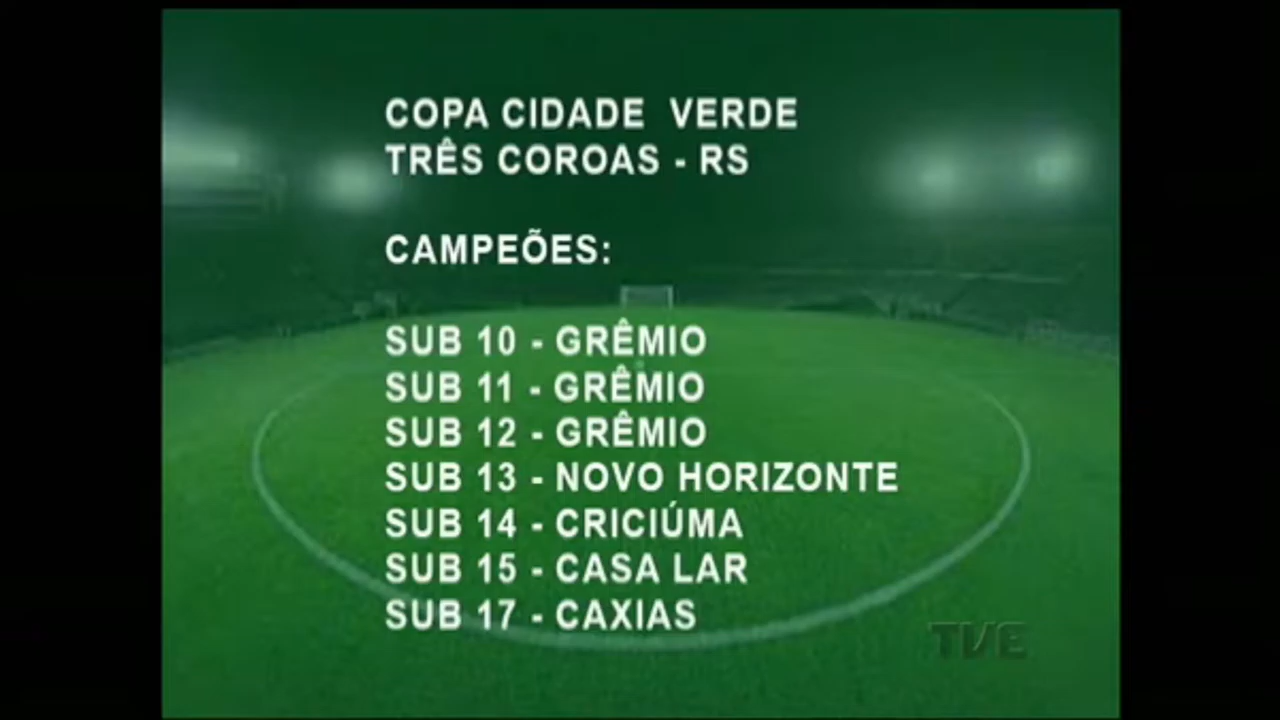 COPA CIDADE VERDE
TRÊS COROAS - RS
CAMPEÕES:
SUB 10 - GRÊMIO
SUB 11 - GRÊMIO
SUB 12 - GRÊMIO
SUB 13 - NOVO HORIZONTE
SUB 14 - CRICIÚMA
SUB 15 - CASA LAR
SUB 17 - CAXIAS
TVE